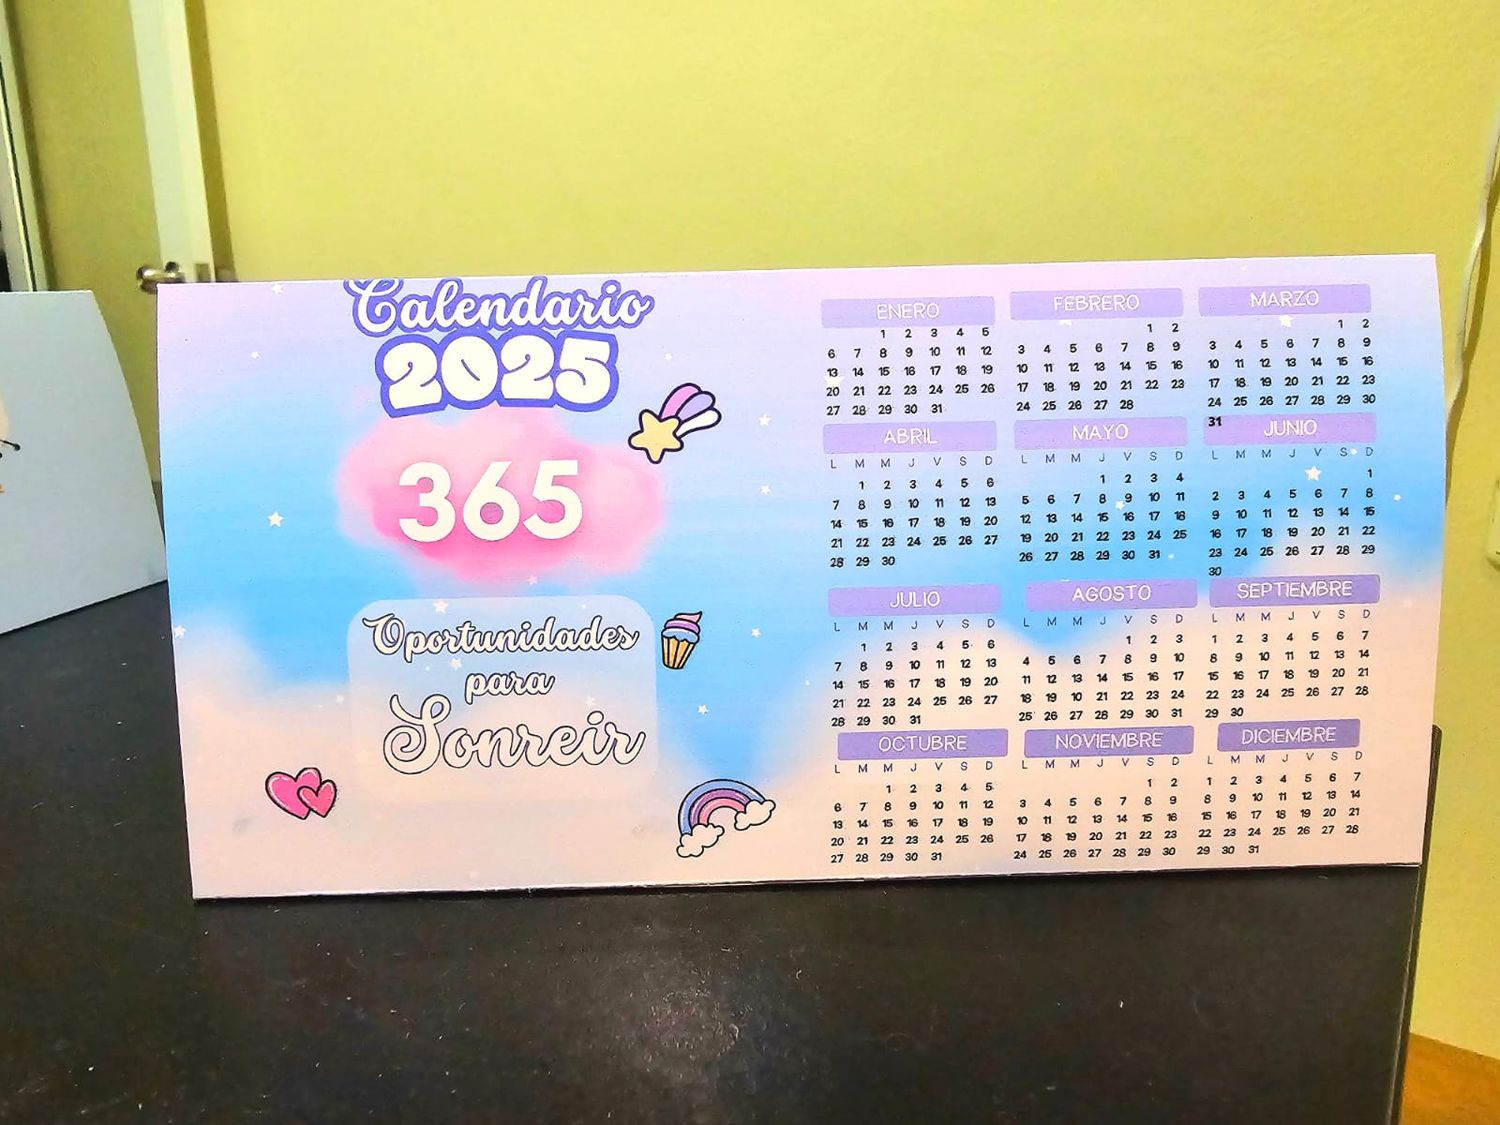 Calendario
2025
365
Oportunidades
para
Sonreir
ENERO
1 2 3 4 5
6 7 8 9 10 11 12
13 14 15 16 17 18 19
20 21 22 23 24 25 26
27 28 29 30 31
FEBRERO
1 2
3 4 5 6 7 8 9
10 11 12 13 14 15 16
17 18 19 20 21 22 23
24 25 26 27 28
MARZO
1 2
3 4 5 6 7 8 9
10 11 12 13 14 15 16
17 18 19 20 21 22 23
24 25 26 27 28 29 30
31
ABRIL
L M M J V S D
1 2 3 4 5 6
7 8 9 10 11 12 13
14 15 16 17 18 19 20
21 22 23 24 25 26 27
28 29 30
MAYO
L M M J V S D
1 2 3 4
5 6 7 8 9 10 11
12 13 14 15 16 17 18
19 20 21 22 23 24 25
26 27 28 29 30 31
JUNIO
L M M J V S D
1
2 3 4 5 6 7 8
9 10 11 12 13 14 15
16 17 18 19 20 21 22
23 24 25 26 27 28 29
30
JULIO
L M M J V S D
1 2 3 4 5 6
7 8 9 10 11 12 13
14 15 16 17 18 19 20
21 22 23 24 25 26 27
28 29 30 31
AGOSTO
L M M J V S D
1 2 3
4 5 6 7 8 9 10
11 12 13 14 15 16 17
18 19 10 21 22 23 24
25 26 27 28 29 30 31
SEPTIEMBRE
L M M J V S D
1 2 3 4 5 6 7
8 9 10 11 12 13 14
15 16 17 18 19 20 21
22 23 24 25 26 27 28
29 30
OCTUBRE
L M M J V S D
1 2 3 4 5
6 7 8 9 10 11 12
13 14 15 16 17 18 19
20 21 22 23 24 25 26
27 28 29 30 31
NOVIEMBRE
L M M J V S D
1 2
3 4 5 6 7 8 9
10 11 12 13 14 15 16
17 18 19 20 21 22 23
24 25 26 27 28 29 30
DICIEMBRE
L M M J V S D
1 2 3 4 5 6 7
8 9 10 11 12 13 14
15 16 17 18 19 20 21
22 23 24 25 26 27 28
29 30 31